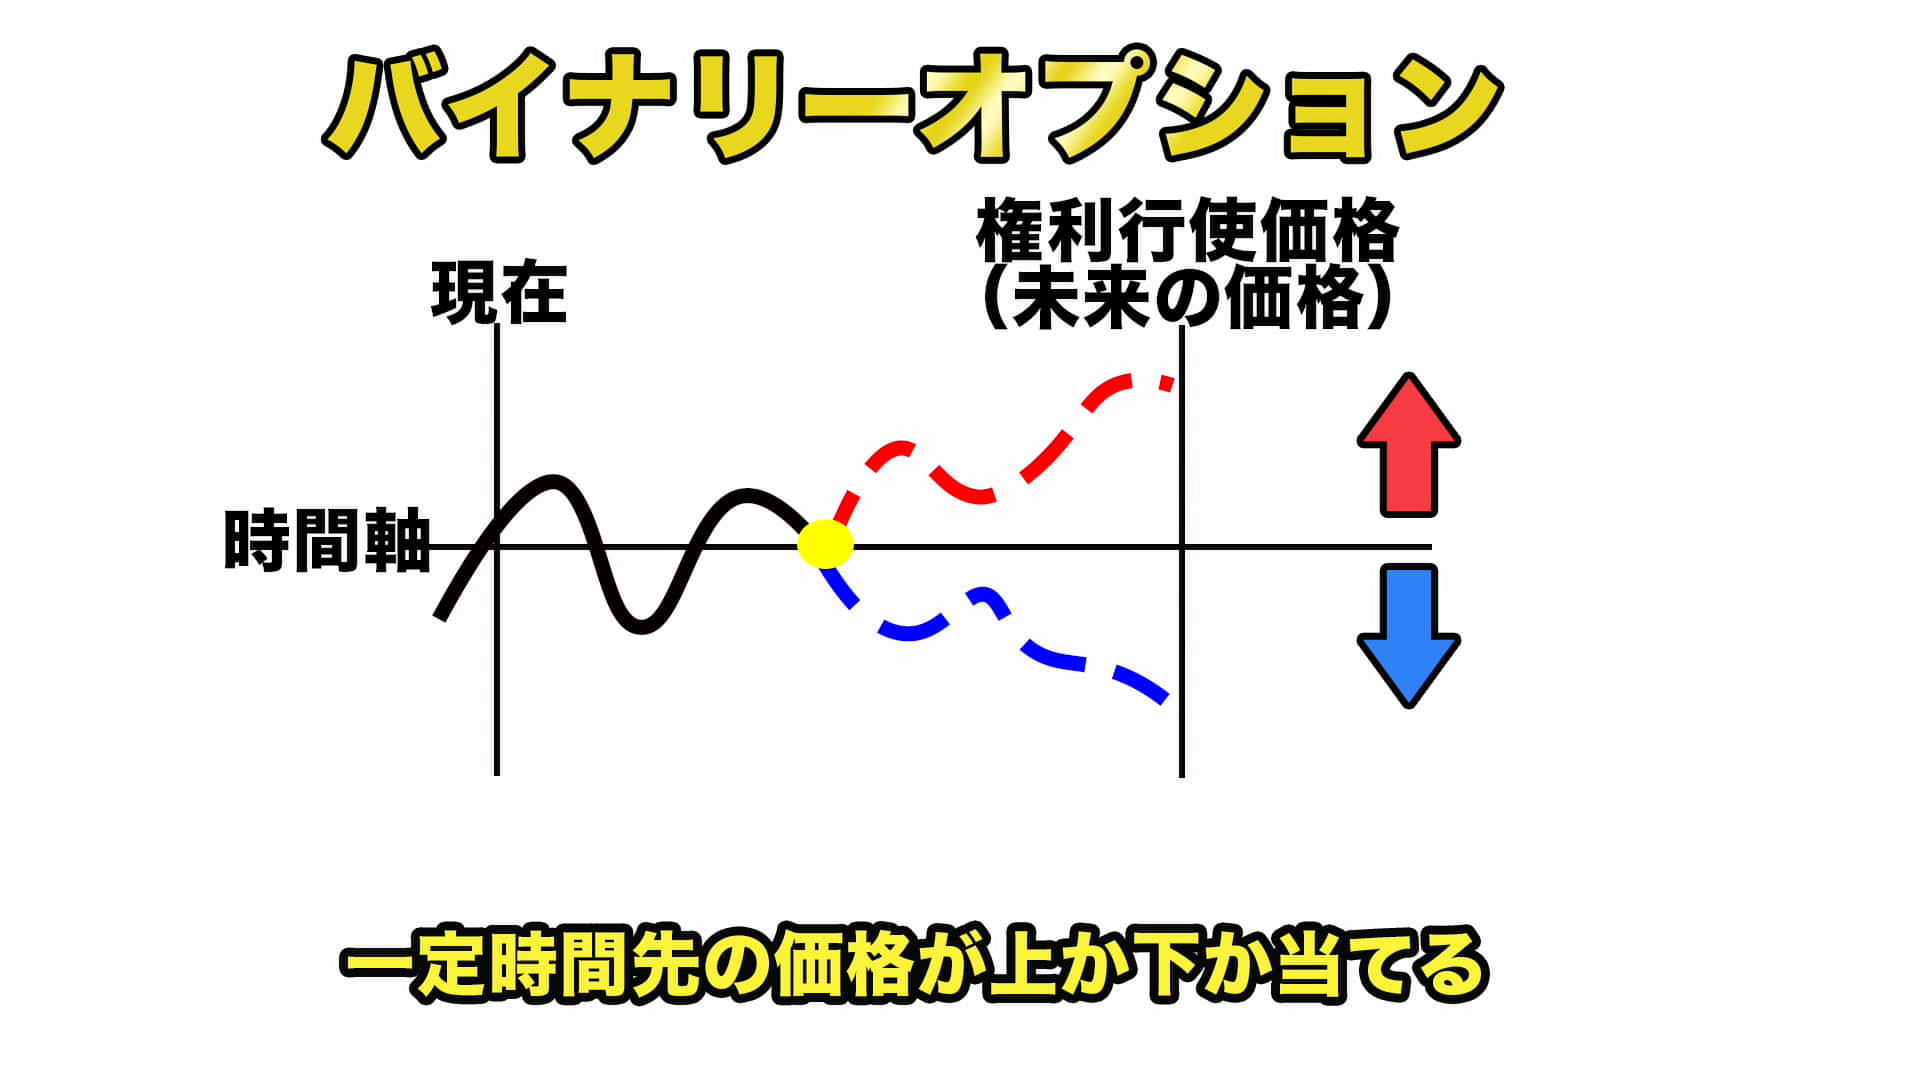 バイナリーオプション
権利行使価格
(未来の価格)
現在
時間軸
一定時間先の価格が上か下か当てる